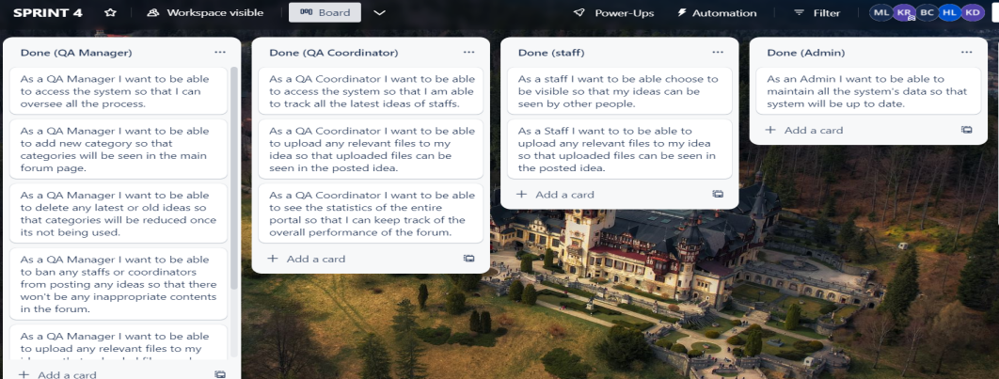 SPRINT 4
Workspace visible
Board
Power-Ups
Automation
Filter
ML
KR
BC
HL
KD
Done (QA Manager)
As a QA Manager I want to be able
to access the system so that I can
oversee all the process.
As a QA Manager I want to be able
to add new category so that
categories will be seen in the main
forum page.
As a QA Manager I want to be able
to delete any latest or old ideas so
that categories will be reduced once
its not being used.
As a QA Manager I want to be able
to ban any staffs or coordinators
from posting any ideas so that there
won't be any inappropriate contents
in the forum.
As a QA Manager I want to be able
to upload any relevant files to my
Add a card
Done (QA Coordinator)
As a QA Coordinator I want to be able
to access the system so that I am able
to track all the latest ideas of staffs.
As a QA Coordinator I want to be able
to upload any relevant files to my
idea so that uploaded files can be
seen in the posted idea.
As a QA Coordinator I want to be able
to see the statistics of the entire
portal so that I can keep track of the
overall performance of the forum.
Add a card
Done (staff)
As a staff I want to be able choose to
be visible so that my ideas can be
seen by other people.
As a Staff I want to to be able to
upload any relevant files to my idea
so that uploaded files can be seen in
the posted idea.
Add a card
Done (Admin)
As an Admin I want to be able to
maintain all the system's data so that
system will be up to date.
Add a card